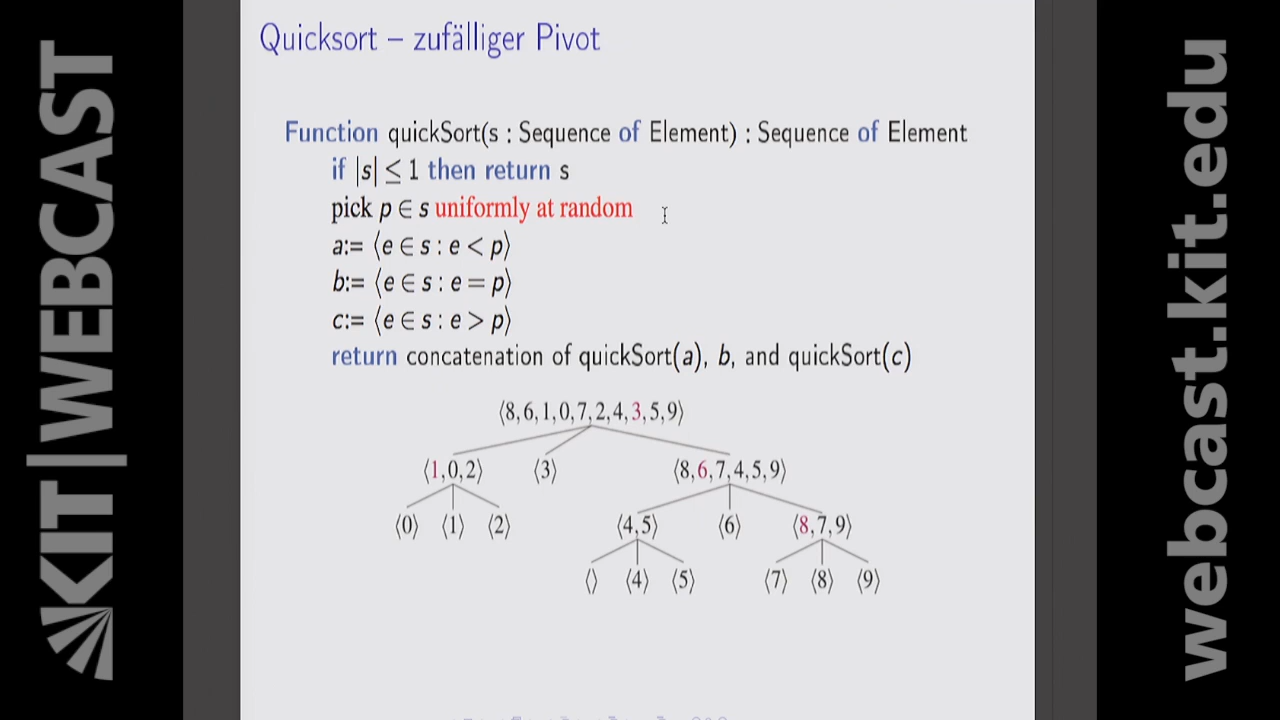 KIT|WEBCAST
Quicksort – zufälliger Pivot
Function quickSort(s : Sequence of Element) : Sequence of Element
if |s| ≤ 1 then return s
pick p ∈ s uniformly at random
a:= ⟨e ∈ s : e < p⟩
b:= ⟨e ∈ s : e = p⟩
c:= ⟨e ∈ s : e > p⟩
return concatenation of quickSort(a), b, and quickSort(c)
⟨8,6,1,0,7,2,4,3,5,9⟩
⟨1,0,2⟩ ⟨3⟩ ⟨8,6,7,4,5,9⟩
⟨0⟩ ⟨1⟩ ⟨2⟩ ⟨4,5⟩ ⟨6⟩ ⟨8,7,9⟩
⟨⟩ ⟨4⟩ ⟨5⟩ ⟨7⟩ ⟨8⟩ ⟨9⟩
webcast.kit.edu